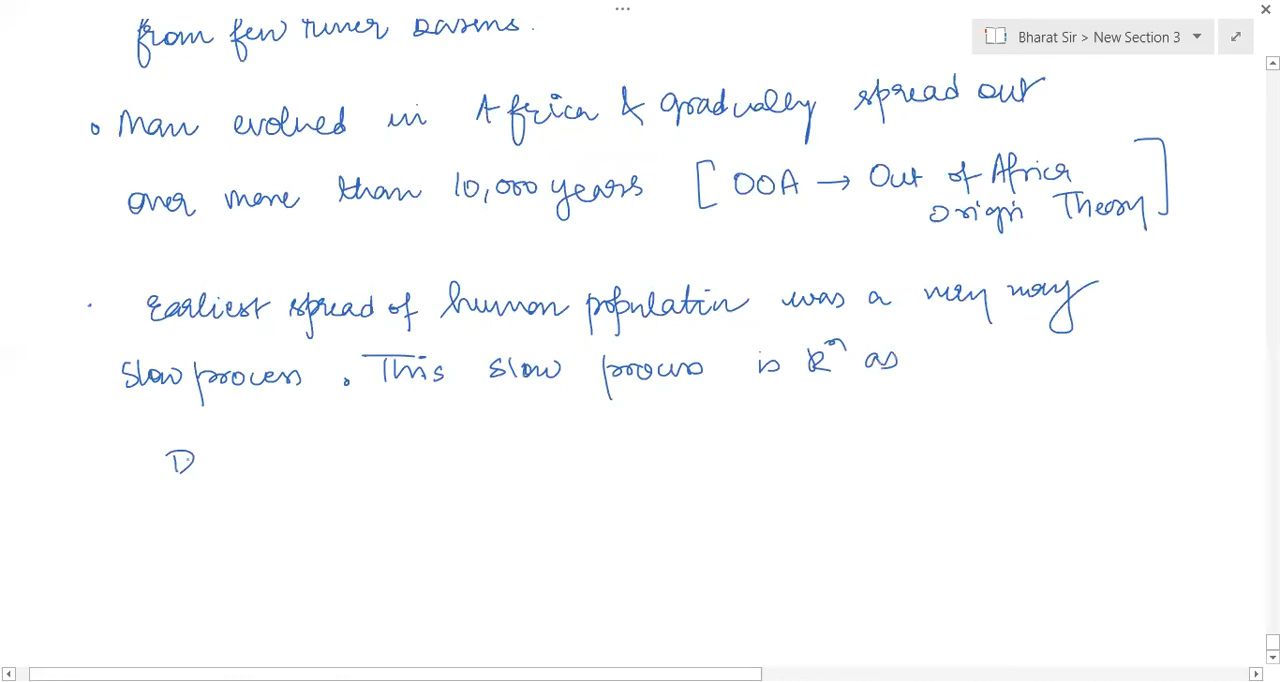 ...
Bharat Sir > New Section 3
from few river basins.
• Man evolved in Africa & gradually spread out
over more than 10,000 years [OOA → Out of Africa
Origin Theory]
• Earliest spread of human population was a very
slow process. This slow process is kⁿ as
D